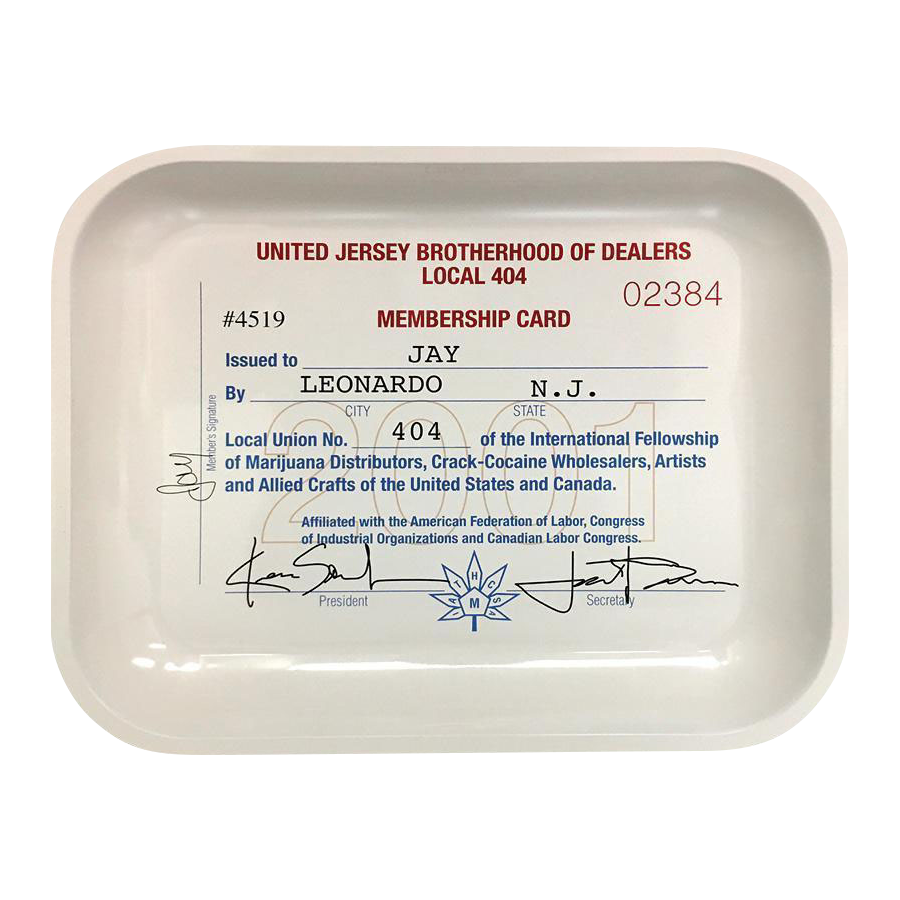 UNITED JERSEY BROTHERHOOD OF DEALERS
LOCAL 404
02384
#4519
MEMBERSHIP CARD
Issued to JAY
By LEONARDO N.J.
CITY STATE
Local Union No. 404 of the International Fellowship
of Marijuana Distributors, Crack-Cocaine Wholesalers, Artists
and Allied Crafts of the United States and Canada.
2001
Affiliated with the American Federation of Labor, Congress
of Industrial Organizations and Canadian Labor Congress.
President
Secretary
IATHCSAM
Member's Signature
Jay